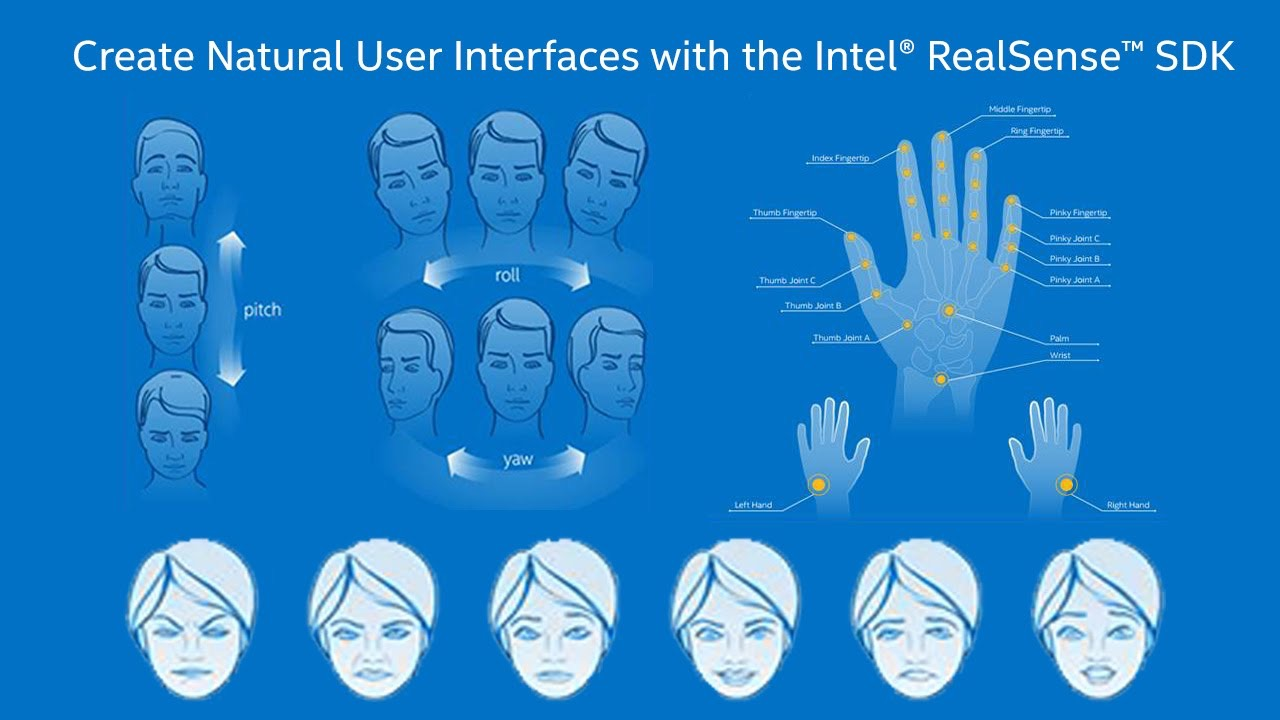 Create Natural User Interfaces with the Intel® RealSense™ SDK
pitch
roll
yaw
Middle Fingertip
Ring Fingertip
Index Fingertip
Thumb Fingertip
Pinky Fingertip
Pinky Joint C
Pinky Joint B
Pinky Joint A
Thumb Joint C
Thumb Joint B
Thumb Joint A
Palm
Wrist
Left Hand
Right Hand